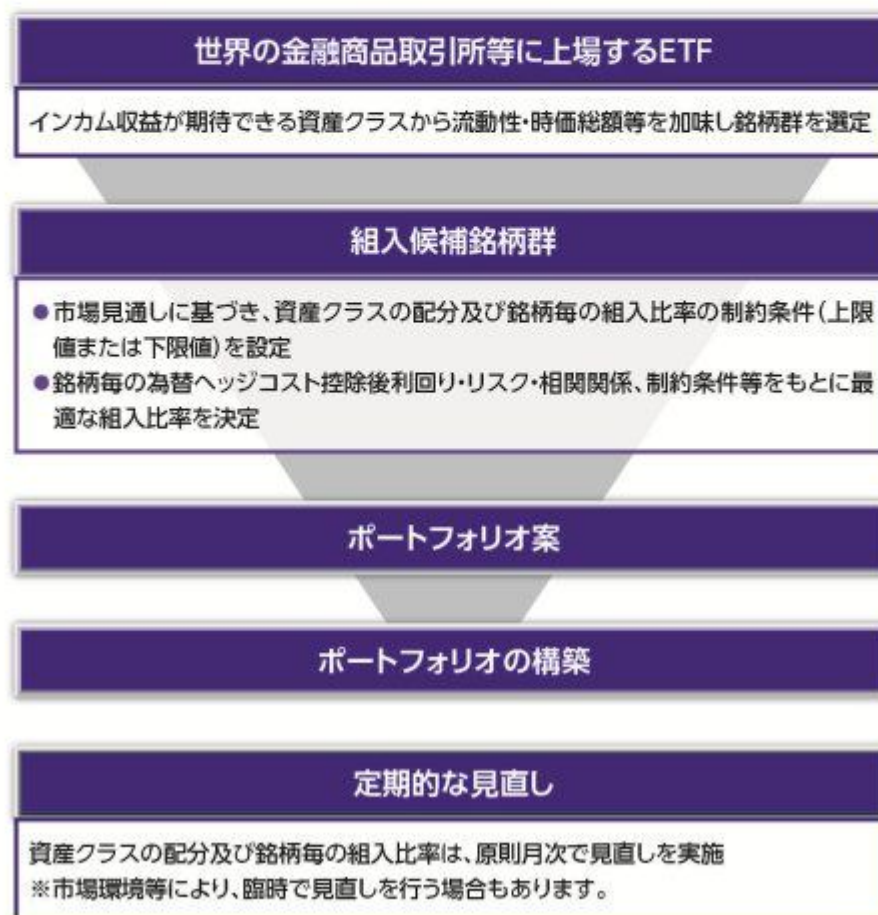 世界の金融商品取引所等に上場するETF
インカム収益が期待できる資産クラスから流動性・時価総額等を加味し銘柄群を選定
組入候補銘柄群
●市場見通しに基づき、資産クラスの配分及び銘柄毎の組入比率の制約条件(上限
値または下限値)を設定
●銘柄毎の為替ヘッジコスト控除後利回り・リスク・相関関係、制約条件等をもとに最
適な組入比率を決定
ポートフォリオ案
ポートフォリオの構築
定期的な見直し
資産クラスの配分及び銘柄毎の組入比率は、原則月次で見直しを実施
※市場環境等により、臨時で見直しを行う場合もあります。